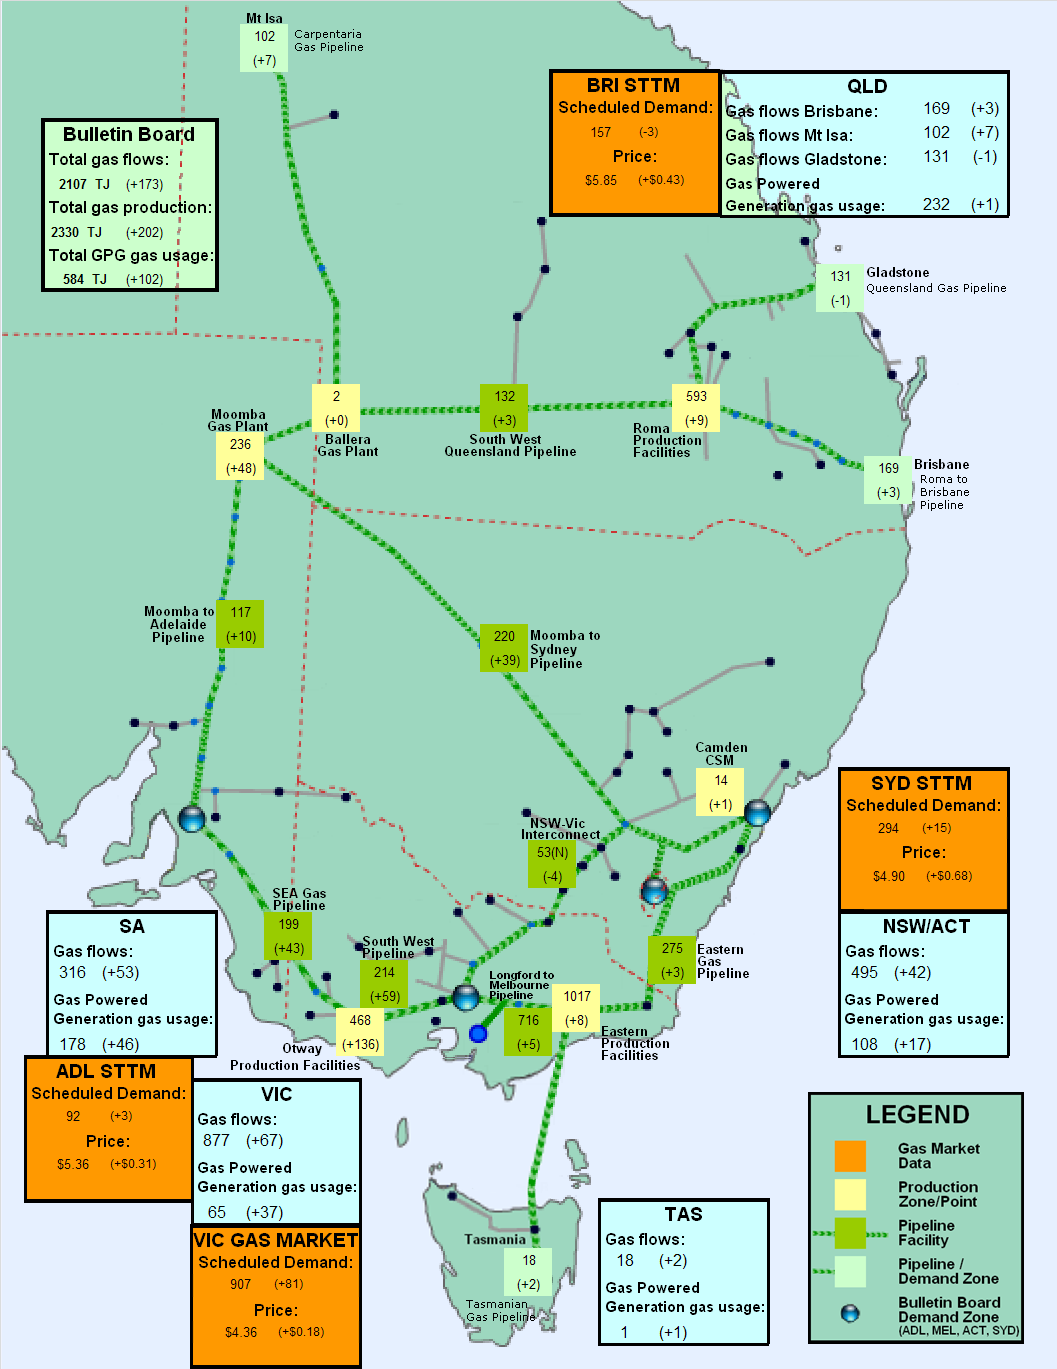 Mt Isa
102
(+7)
Carpentaria
Gas Pipeline
Bulletin Board
Total gas flows:
2107 TJ (+173)
Total gas production:
2330 TJ (+202)
Total GPG gas usage:
584 TJ (+102)
BRI STTM
Scheduled Demand:
157 (-3)
Price:
$5.85 (+$0.43)
QLD
Gas flows Brisbane: 169 (+3)
Gas flows Mt Isa: 102 (+7)
Gas flows Gladstone: 131 (-1)
Gas Powered
Generation gas usage: 232 (+1)
131
(-1)
Gladstone
Queensland Gas Pipeline
2
(+0)
Ballera
Gas Plant
132
(+3)
South West
Queensland Pipeline
593
(+9)
Roma
Production
Facilities
Moomba
Gas Plant
236
(+48)
169
(+3)
Brisbane
Roma to
Brisbane
Pipeline
Moomba to
Adelaide
Pipeline
117
(+10)
220
(+39)
Moomba to
Sydney
Pipeline
Camden
CSM
14
(+1)
NSW-Vic
Interconnect
53(N)
(-4)
SYD STTM
Scheduled Demand:
294 (+15)
Price:
$4.90 (+$0.68)
SEA Gas
Pipeline
199
(+43)
South West
Pipeline
214
(+59)
Longford to
Melbourne
Pipeline
716
(+5)
1017
(+8)
Eastern
Production
Facilities
275
(+3)
Eastern
Gas
Pipeline
468
(+136)
Otway
Production Facilities
SA
Gas flows:
316 (+53)
Gas Powered
Generation gas usage:
178 (+46)
NSW/ACT
Gas flows:
495 (+42)
Gas Powered
Generation gas usage:
108 (+17)
ADL STTM
Scheduled Demand:
92 (+3)
Price:
$5.36 (+$0.31)
VIC
Gas flows:
877 (+67)
Gas Powered
Generation gas usage:
65 (+37)
VIC GAS MARKET
Scheduled Demand:
907 (+81)
Price:
$4.36 (+$0.18)
Tasmania
18
(+2)
Tasmanian
Gas Pipeline
TAS
Gas flows:
18 (+2)
Gas Powered
Generation gas usage:
1 (+1)
LEGEND
Gas Market
Data
Production
Zone/Point
Pipeline
Facility
Pipeline /
Demand Zone
Bulletin Board
Demand Zone
(ADL, MEL, ACT, SYD)